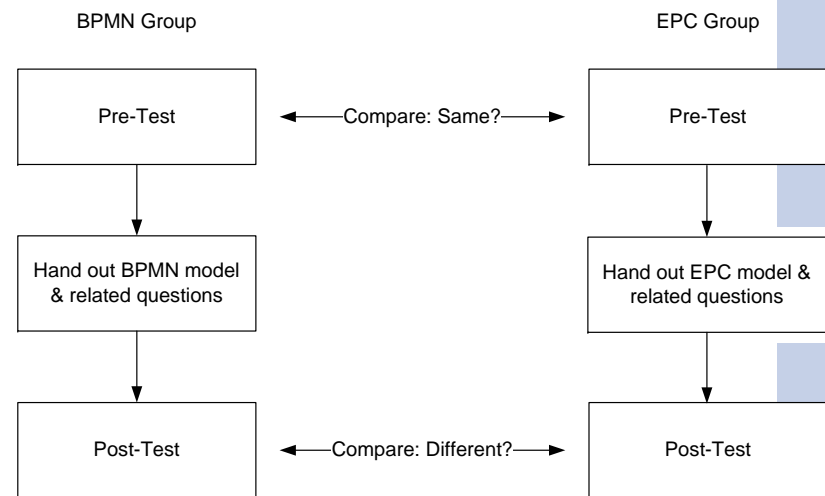 BPMN Group
EPC Group
Pre-Test
Compare: Same?
Pre-Test
Hand out BPMN model
& related questions
Hand out EPC model &
related questions
Post-Test
Compare: Different?
Post-Test